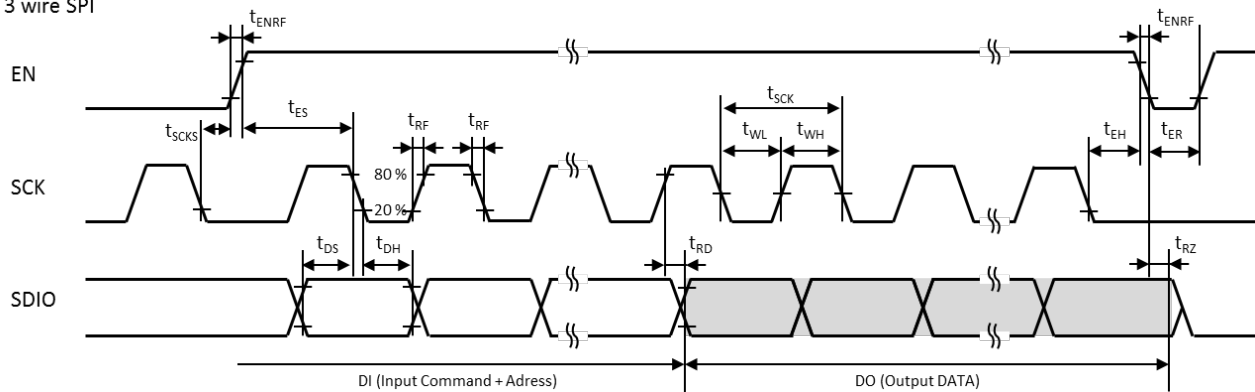 3 wire SPI
tENRF
tENRF
EN
tES
tSCK
tSCKS
tRF
tRF
tWL
tWH
tEH
tER
SCK
80%
20%
tDS
tDH
tRD
tRZ
SDIO
DI (Input Command + Adress)
DO (Output DATA)